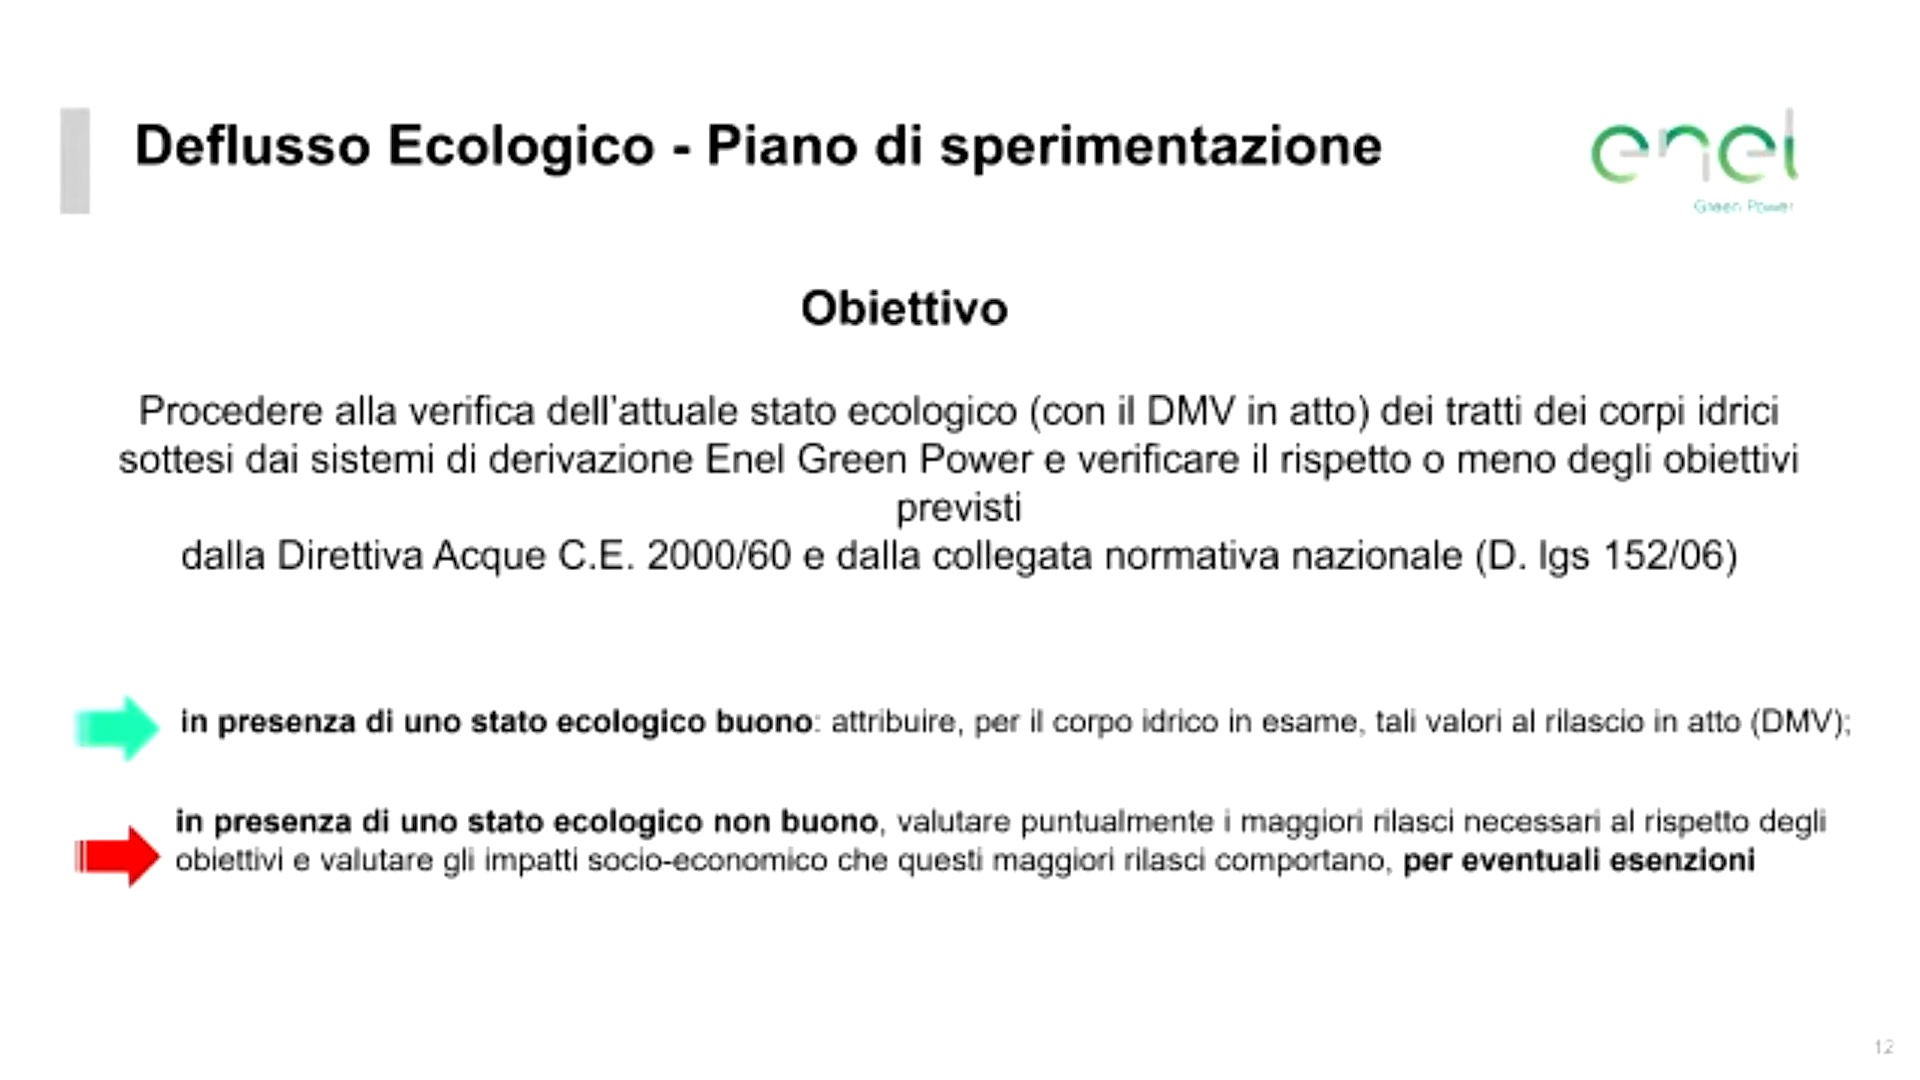 Deflusso Ecologico - Piano di sperimentazione
enel
Green Power
Obiettivo
Procedere alla verifica dell'attuale stato ecologico (con il DMV in atto) dei tratti dei corpi idrici
sottesi dai sistemi di derivazione Enel Green Power e verificare il rispetto o meno degli obiettivi
previsti
dalla Direttiva Acque C.E. 2000/60 e dalla collegata normativa nazionale (D. lgs 152/06)
in presenza di uno stato ecologico buono: attribuire, per il corpo idrico in esame, tali valori al rilascio in atto (DMV);
in presenza di uno stato ecologico non buono, valutare puntualmente i maggiori rilasci necessari al rispetto degli
obiettivi e valutare gli impatti socio-economico che questi maggiori rilasci comportano, per eventuali esenzioni
12